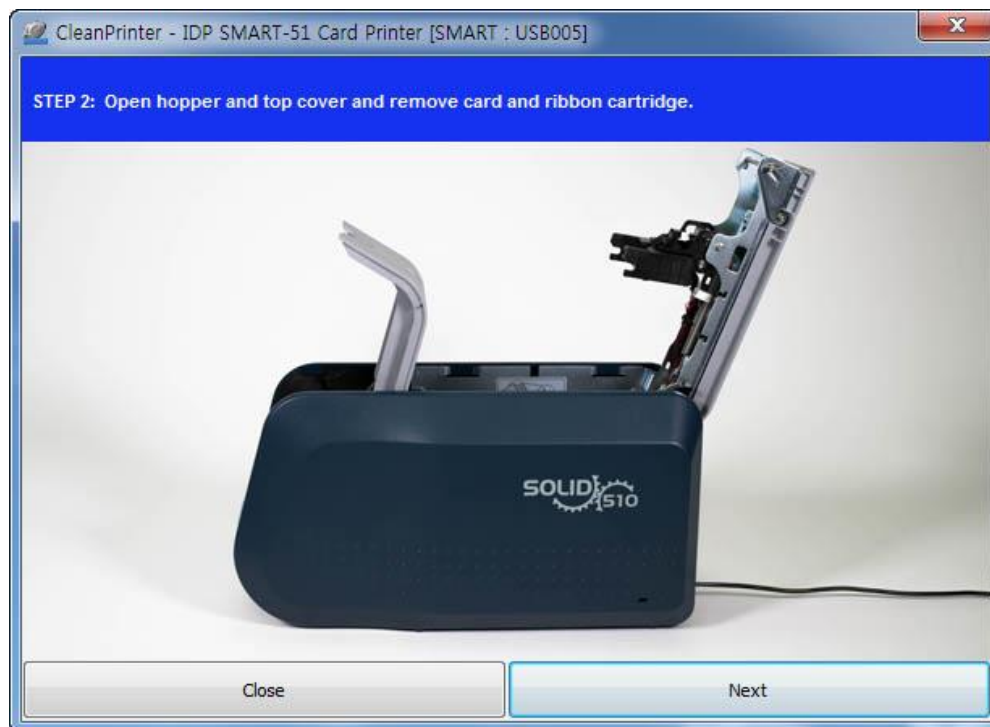 CleanPrinter - IDP SMART-51 Card Printer [SMART : USB005]
STEP 2: Open hopper and top cover and remove card and ribbon cartridge.
SOLID
510
Close
Next